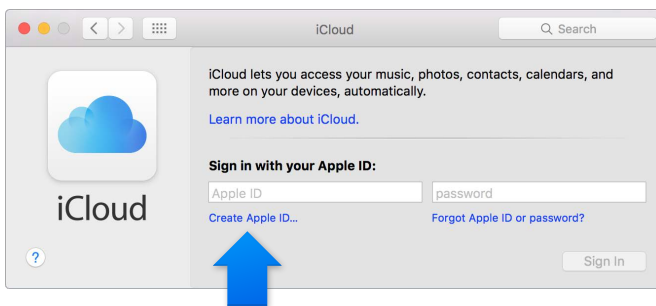 iCloud
Search
iCloud lets you access your music, photos, contacts, calendars, and
more on your devices, automatically.
Learn more about iCloud.
Sign in with your Apple ID:
Apple ID
password
Create Apple ID...
Forgot Apple ID or password?
iCloud
?
Sign In